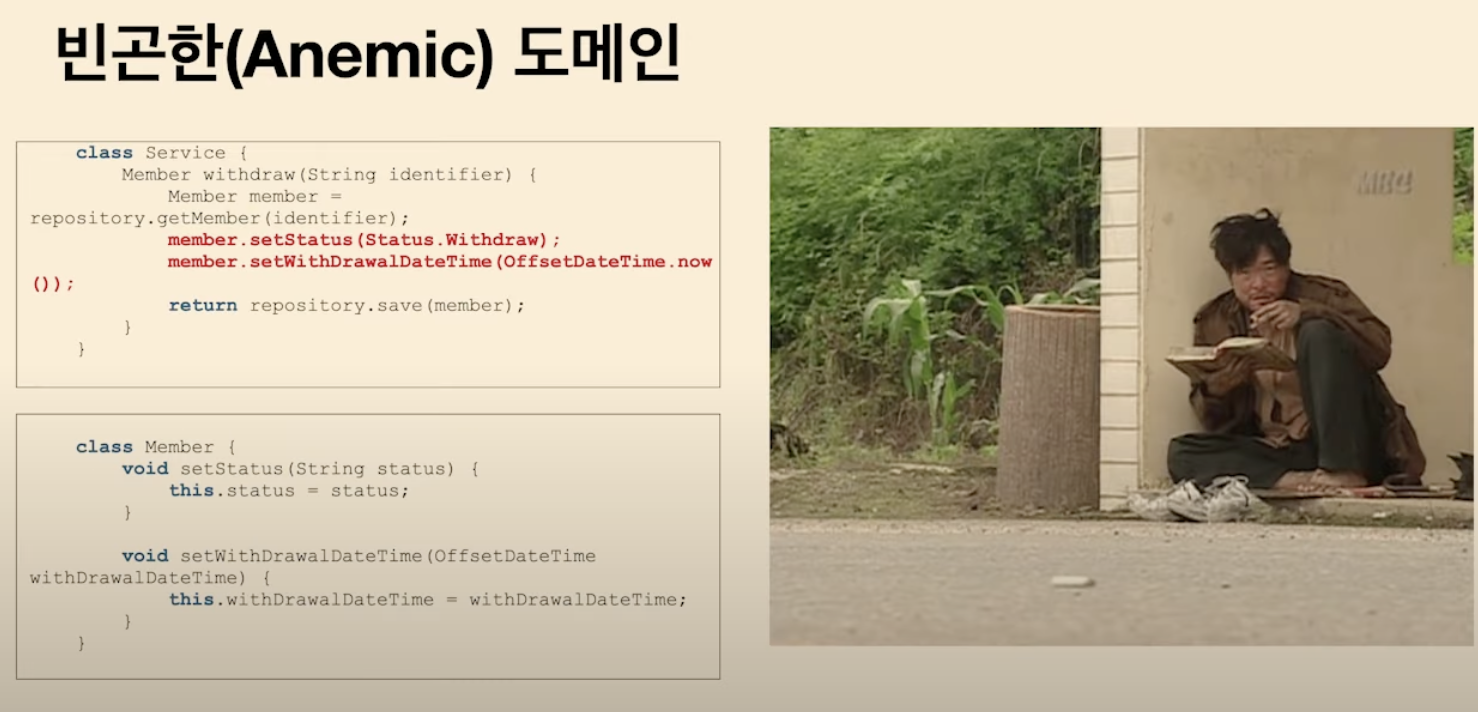 빈곤한(Anemic) 도메인
class Service {
Member withdraw(String identifier) {
Member member =
repository.getMember(identifier);
member.setStatus(Status.Withdraw);
member.setWithDrawalDateTime(OffsetDateTime.now
());
return repository.save(member);
}
}
class Member {
void setStatus(String status) {
this.status = status;
}
void setWithDrawalDateTime(OffsetDateTime
withDrawalDateTime) {
this.withDrawalDateTime = withDrawalDateTime;
}
}
MBC